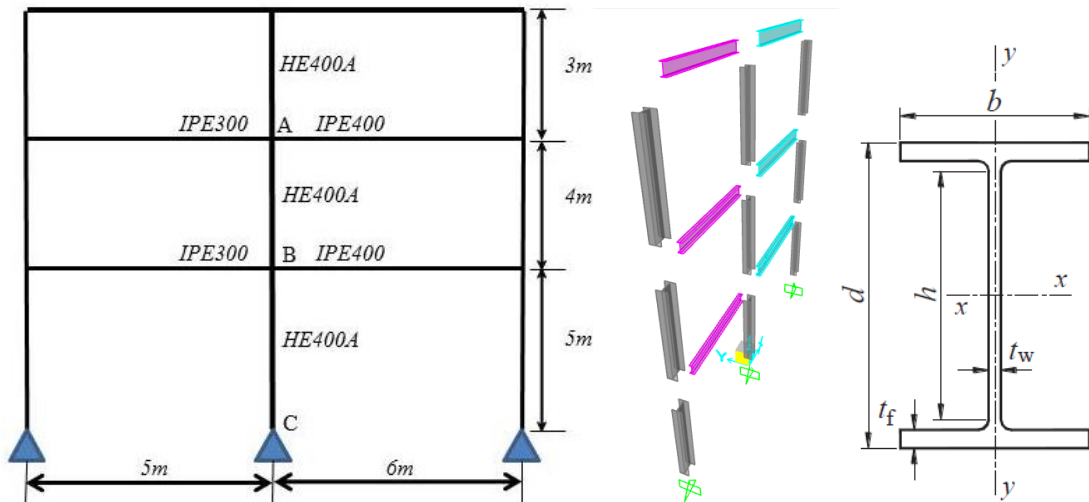 HE400A
3m
IPE300
A
IPE400
HE400A
4m
IPE300
B
IPE400
HE400A
5m
C
5m
6m
Y
y
b
d
h
x
x
tw
tf
y